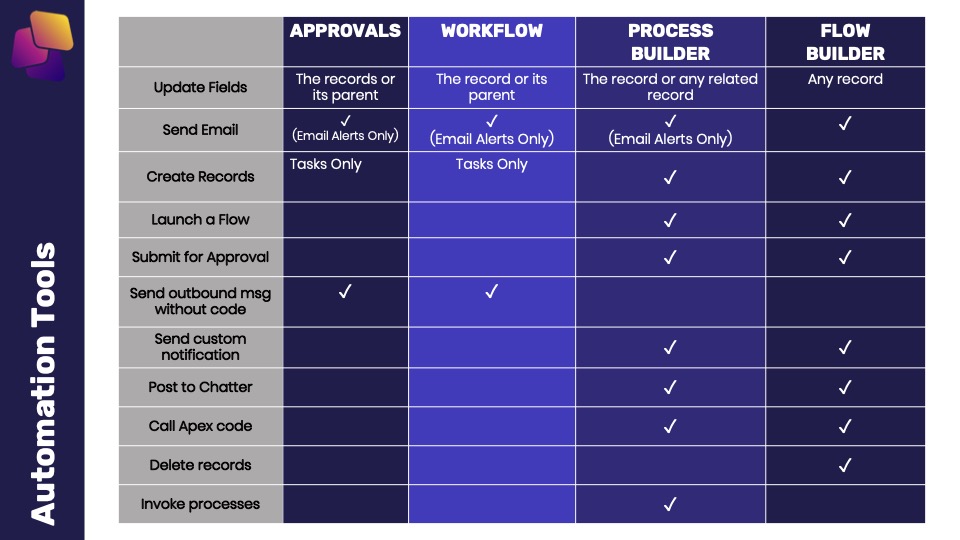 Automation Tools
APPROVALS
WORKFLOW
PROCESS
BUILDER
FLOW
BUILDER
Update Fields
The records or
its parent
The record or its
parent
The record or any related
record
Any record
Send Email
✓
(Email Alerts Only)
✓
(Email Alerts Only)
✓
(Email Alerts Only)
✓
Create Records
Tasks Only
Tasks Only
✓
✓
Launch a Flow
✓
✓
Submit for Approval
✓
✓
Send outbound msg
without code
✓
✓
Send custom
notification
✓
✓
Post to Chatter
✓
✓
Call Apex code
✓
✓
Delete records
✓
Invoke processes
✓